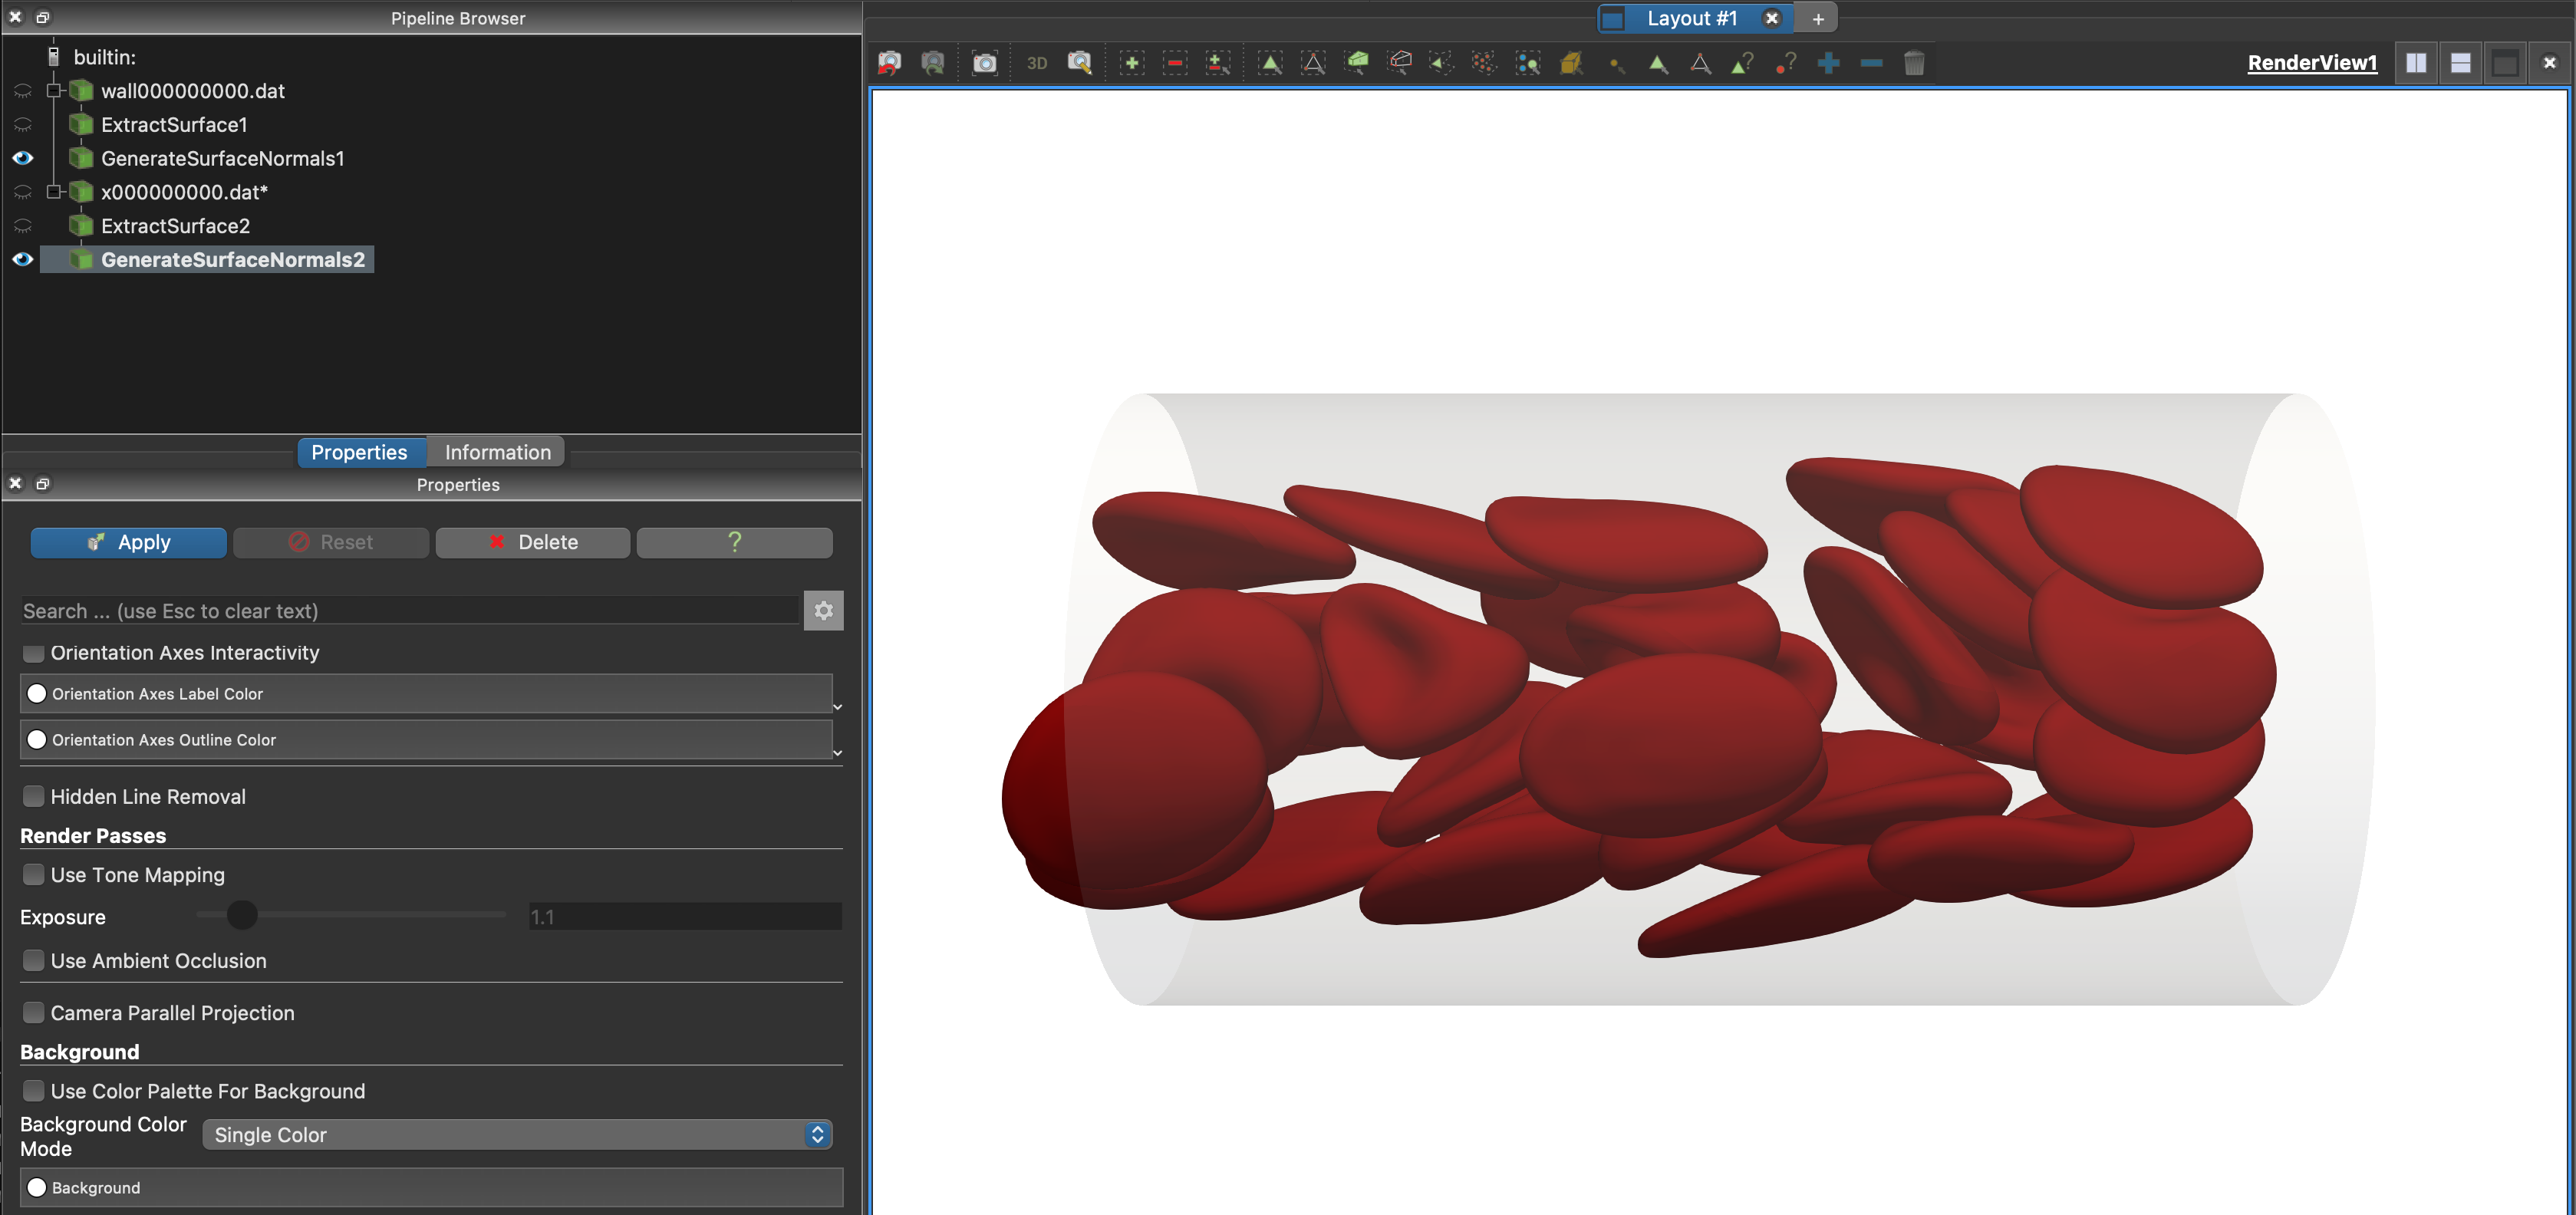 Pipeline Browser
builtin:
wall000000000.dat
ExtractSurface1
GenerateSurfaceNormals1
x000000000.dat*
ExtractSurface2
GenerateSurfaceNormals2
Properties Information
Properties
Apply Reset Delete ?
Search ... (use Esc to clear text)
Orientation Axes Interactivity
Orientation Axes Label Color
Orientation Axes Outline Color
Hidden Line Removal
Render Passes
Use Tone Mapping
Exposure 1.1
Use Ambient Occlusion
Camera Parallel Projection
Background
Use Color Palette For Background
Background Color
Mode
Single Color
Background
Layout #1 +
3D
RenderView1